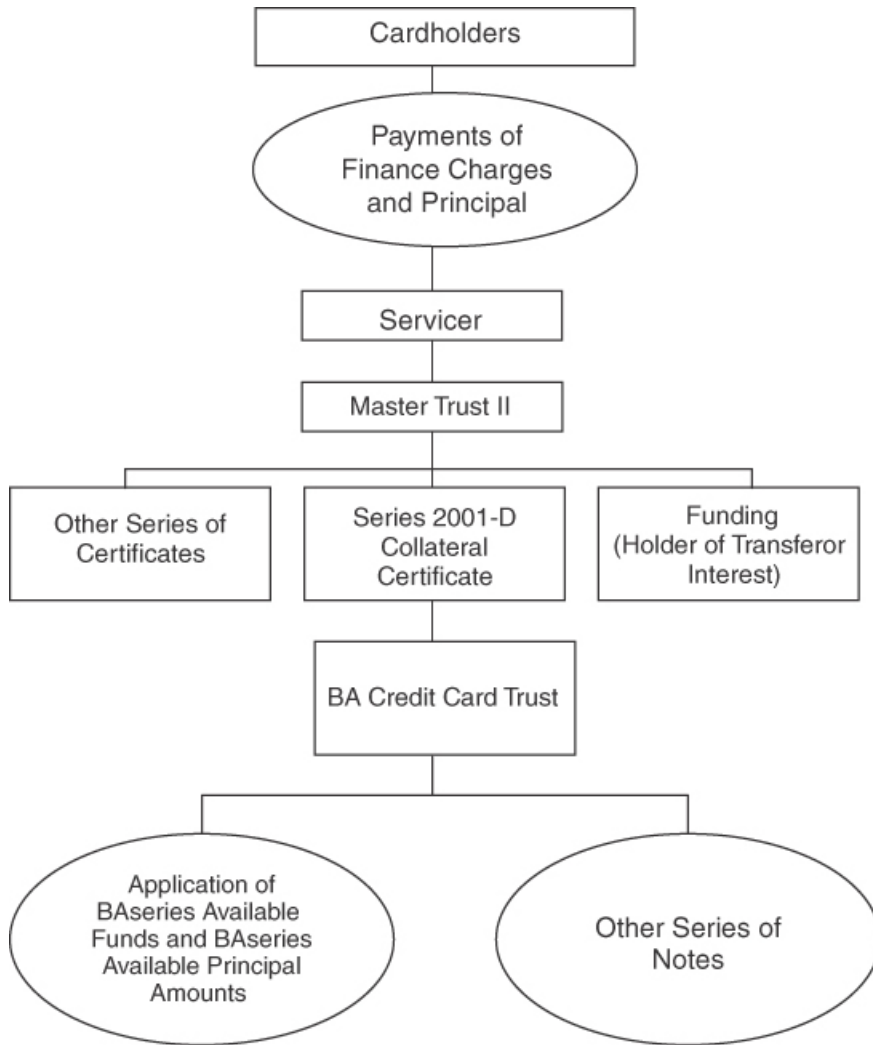 Cardholders
Payments of
Finance Charges
and Principal
Servicer
Master Trust II
Other Series of
Certificates
Series 2001-D
Collateral
Certificate
Funding
(Holder of Transferor
Interest)
BA Credit Card Trust
Application of
BAseries Available
Funds and BAseries
Available Principal
Amounts
Other Series of
Notes